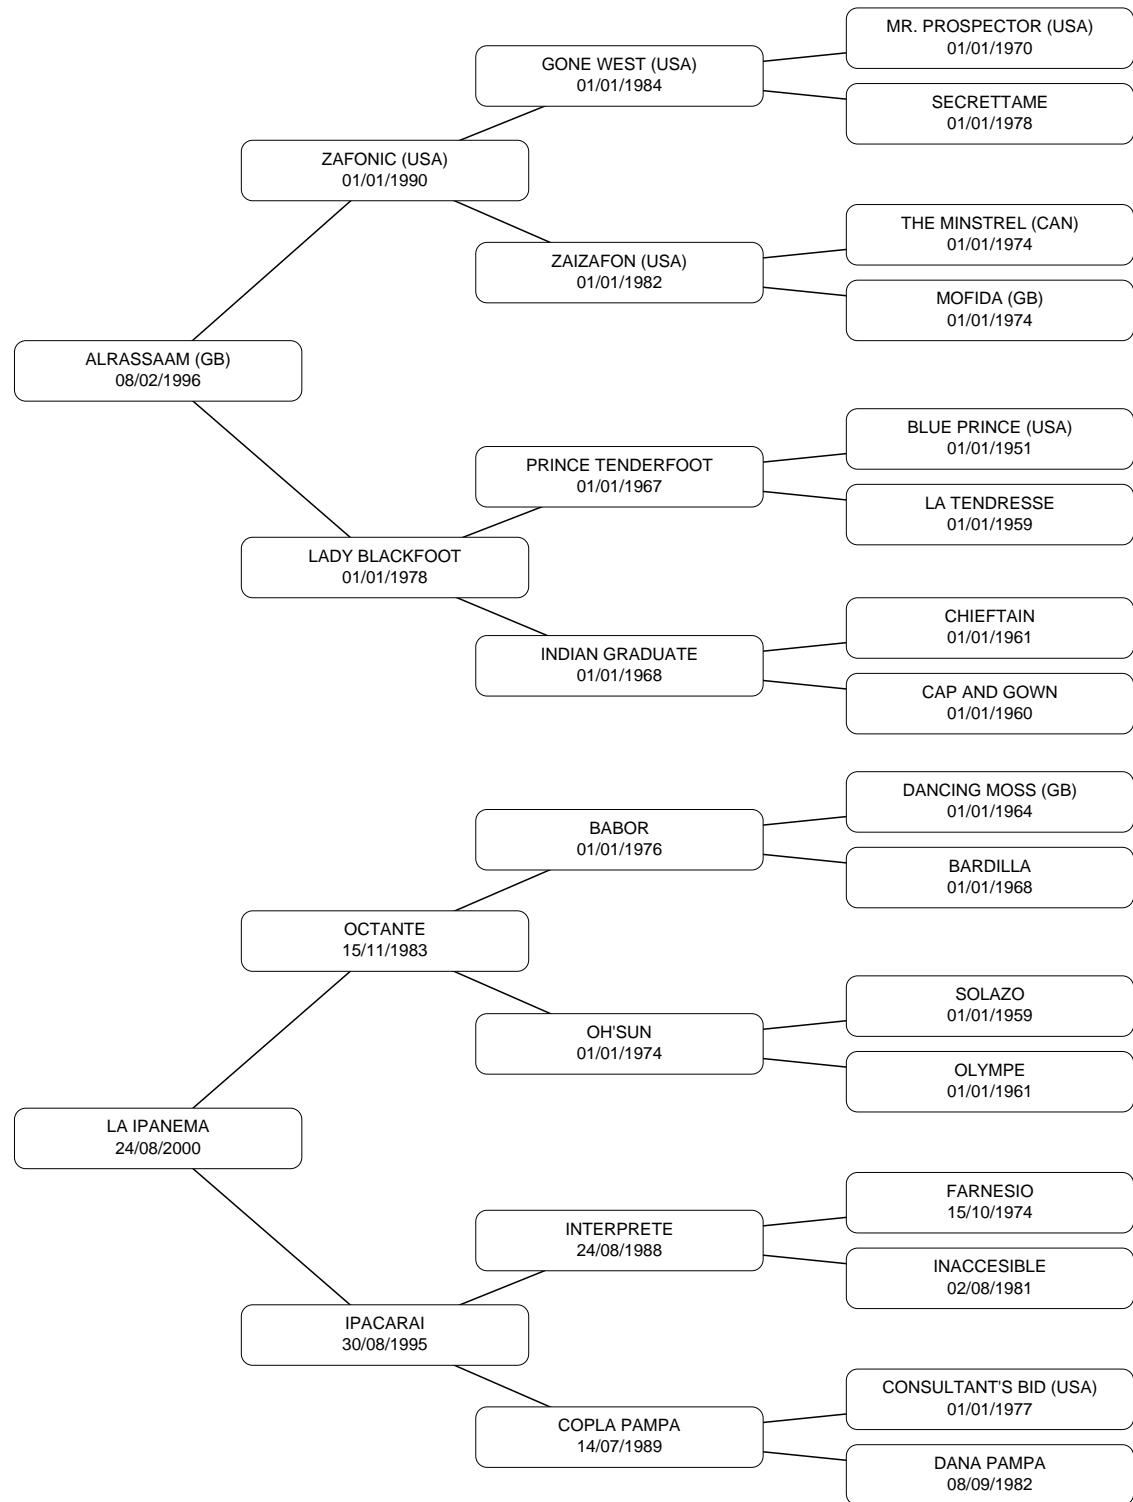 MR. PROSPECTOR (USA)
01/01/1970
GONE WEST (USA)
01/01/1984
SECRETTAME
01/01/1978
ZAFONIC (USA)
01/01/1990
THE MINSTREL (CAN)
01/01/1974
ZAIZAFON (USA)
01/01/1982
MOFIDA (GB)
01/01/1974
ALRASSAAM (GB)
08/02/1996
BLUE PRINCE (USA)
01/01/1951
PRINCE TENDERFOOT
01/01/1967
LA TENDRESSE
01/01/1959
LADY BLACKFOOT
01/01/1978
CHIEFTAIN
01/01/1961
INDIAN GRADUATE
01/01/1968
CAP AND GOWN
01/01/1960
DANCING MOSS (GB)
01/01/1964
BABOR
01/01/1976
BARDILLA
01/01/1968
OCTANTE
15/11/1983
SOLAZO
01/01/1959
OH'SUN
01/01/1974
OLYMPE
01/01/1961
LA IPANEMA
24/08/2000
FARNESIO
15/10/1974
INTERPRETE
24/08/1988
INACCESIBLE
02/08/1981
IPACARAI
30/08/1995
CONSULTANT'S BID (USA)
01/01/1977
COPLA PAMPA
14/07/1989
DANA PAMPA
08/09/1982